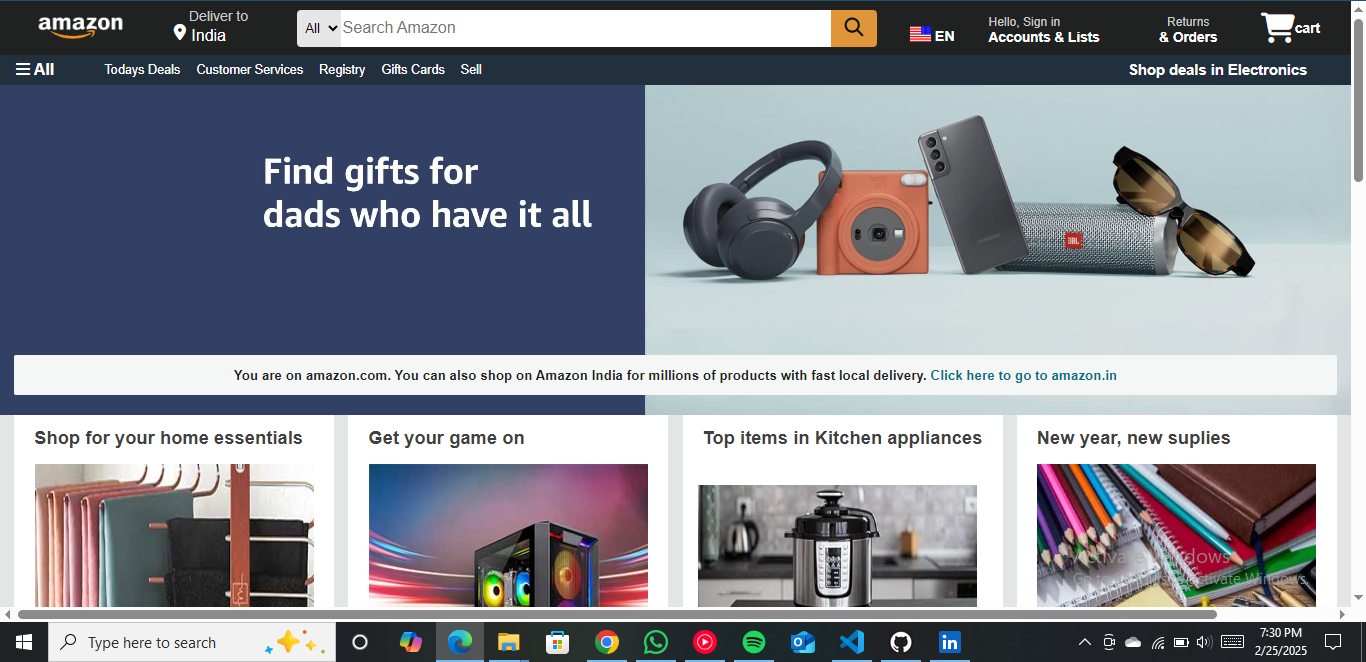 amazon
Deliver to
India
All
Search Amazon
EN
Hello, Sign in
Accounts & Lists
Returns
& Orders
cart
All
Todays Deals
Customer Services
Registry
Gifts Cards
Sell
Shop deals in Electronics
Find gifts for
dads who have it all
SAMSUNG
JBL
You are on amazon.com. You can also shop on Amazon India for millions of products with fast local delivery. Click here to go to amazon.in
Shop for your home essentials
Get your game on
Top items in Kitchen appliances
New year, new suplies
Activate Windows
Go to Settings to activate Windows.
Type here to search
7:30 PM
2/25/2025